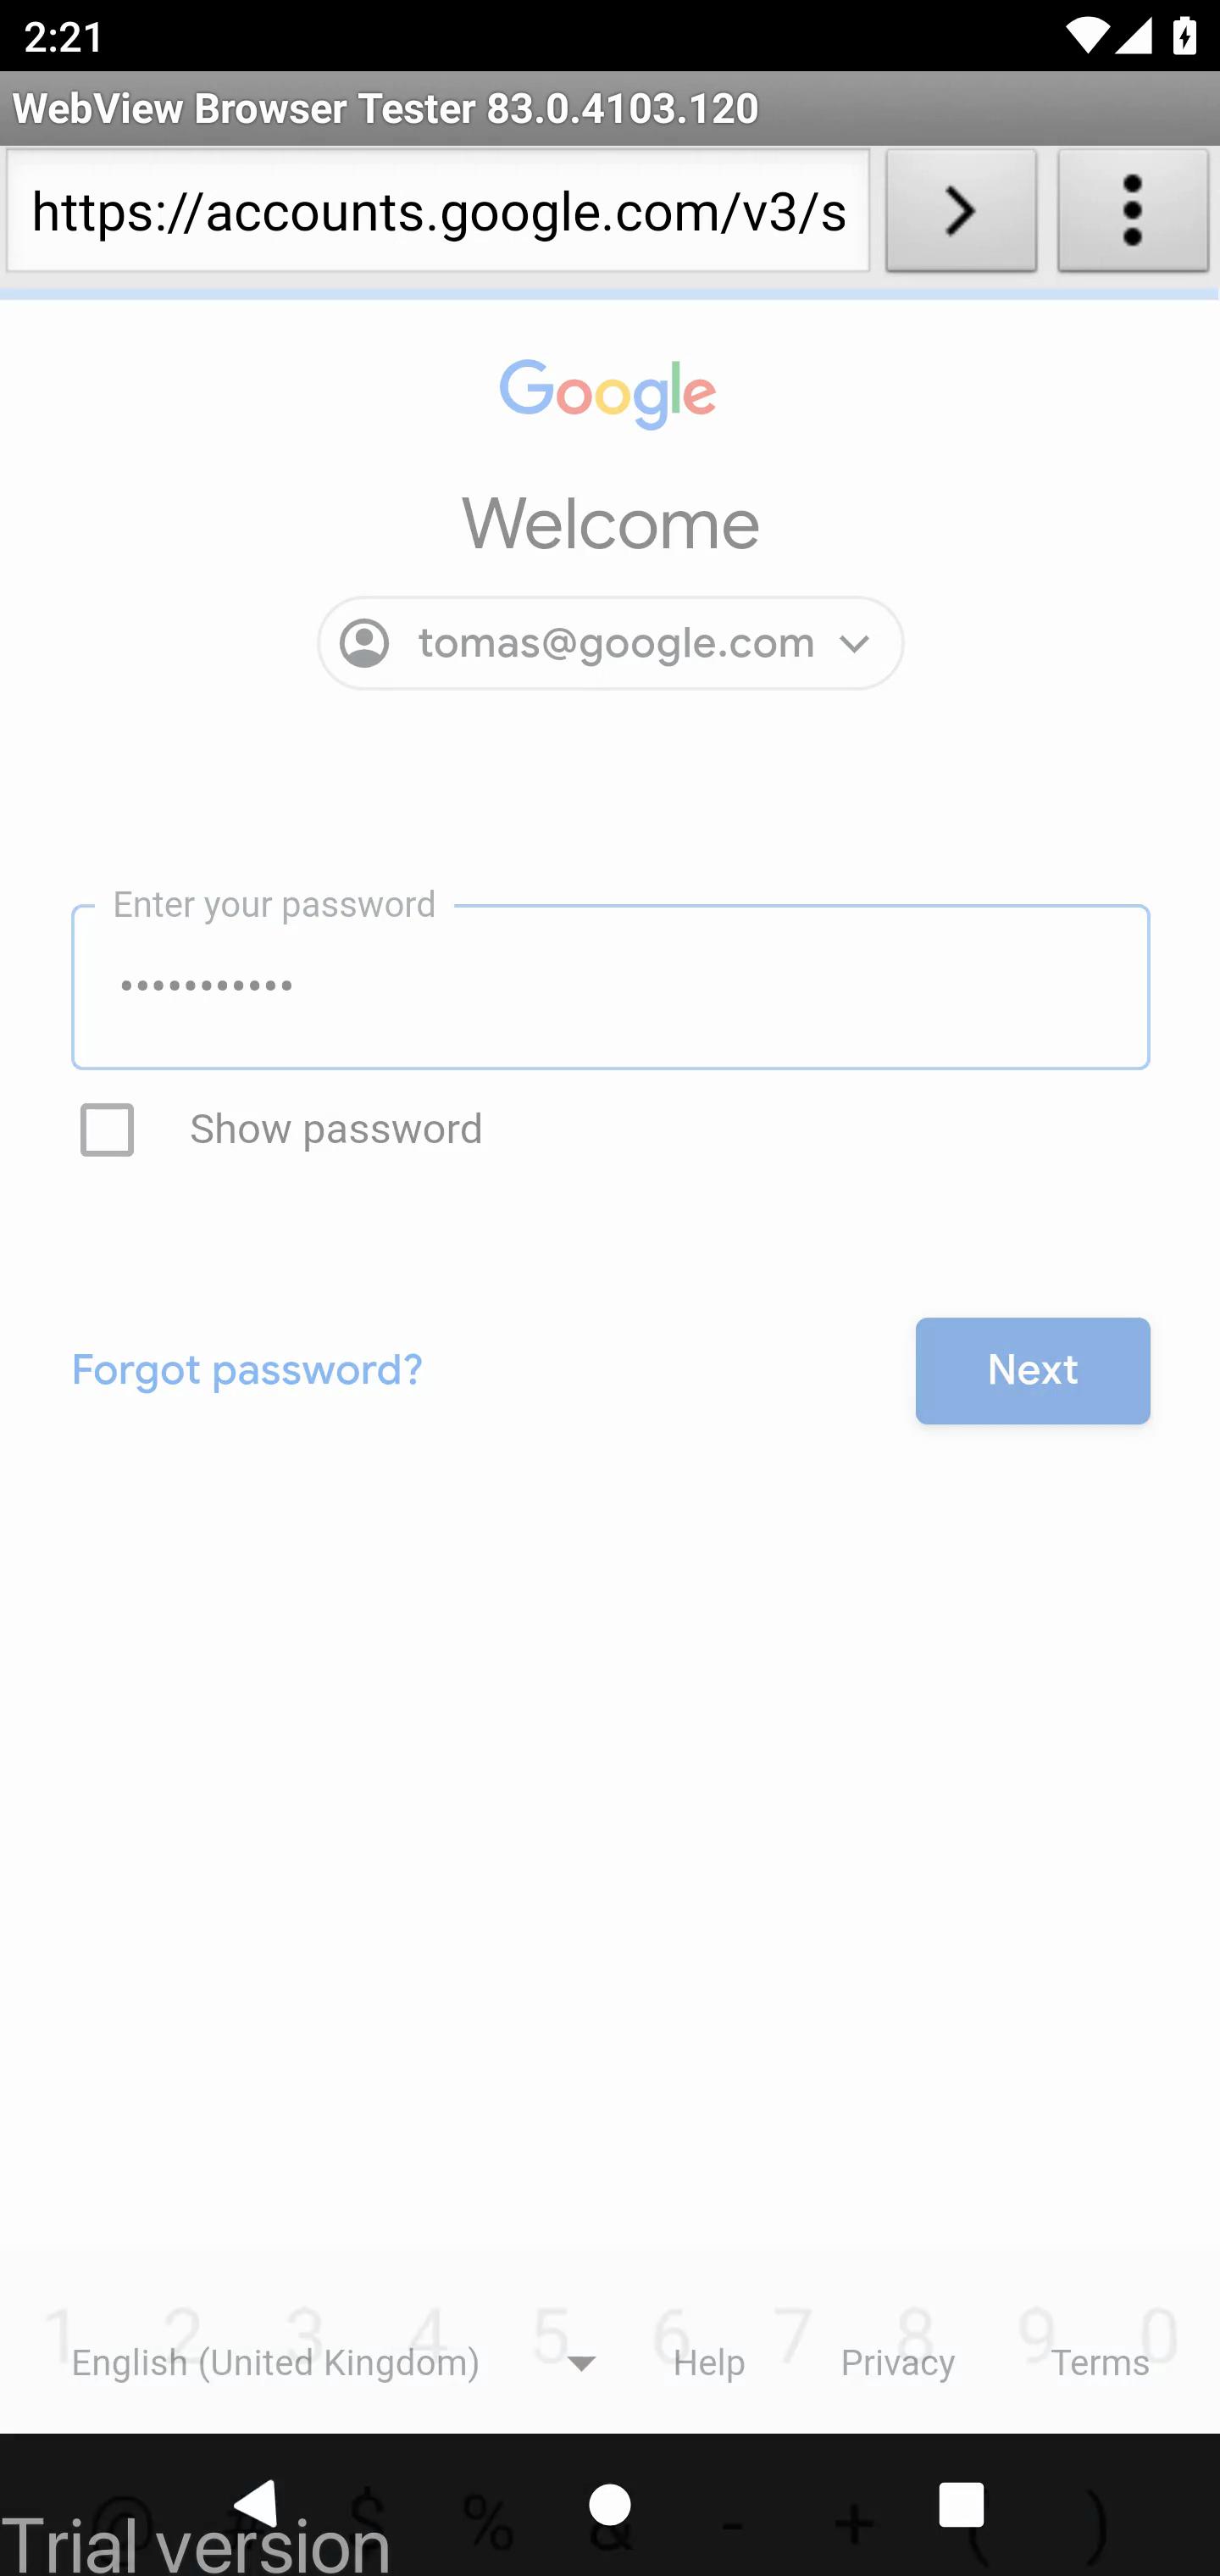 2:21
WebView Browser Tester 83.0.4103.120
https://accounts.google.com/v3/s
Google
Welcome
tomas@google.com
Enter your password
•••••••••••
Show password
Forgot password?
Next
1 2 3 4 5 6 7 8 9 0
English (United Kingdom) Help Privacy Terms
@ # $ % & - + ( )
Trial version